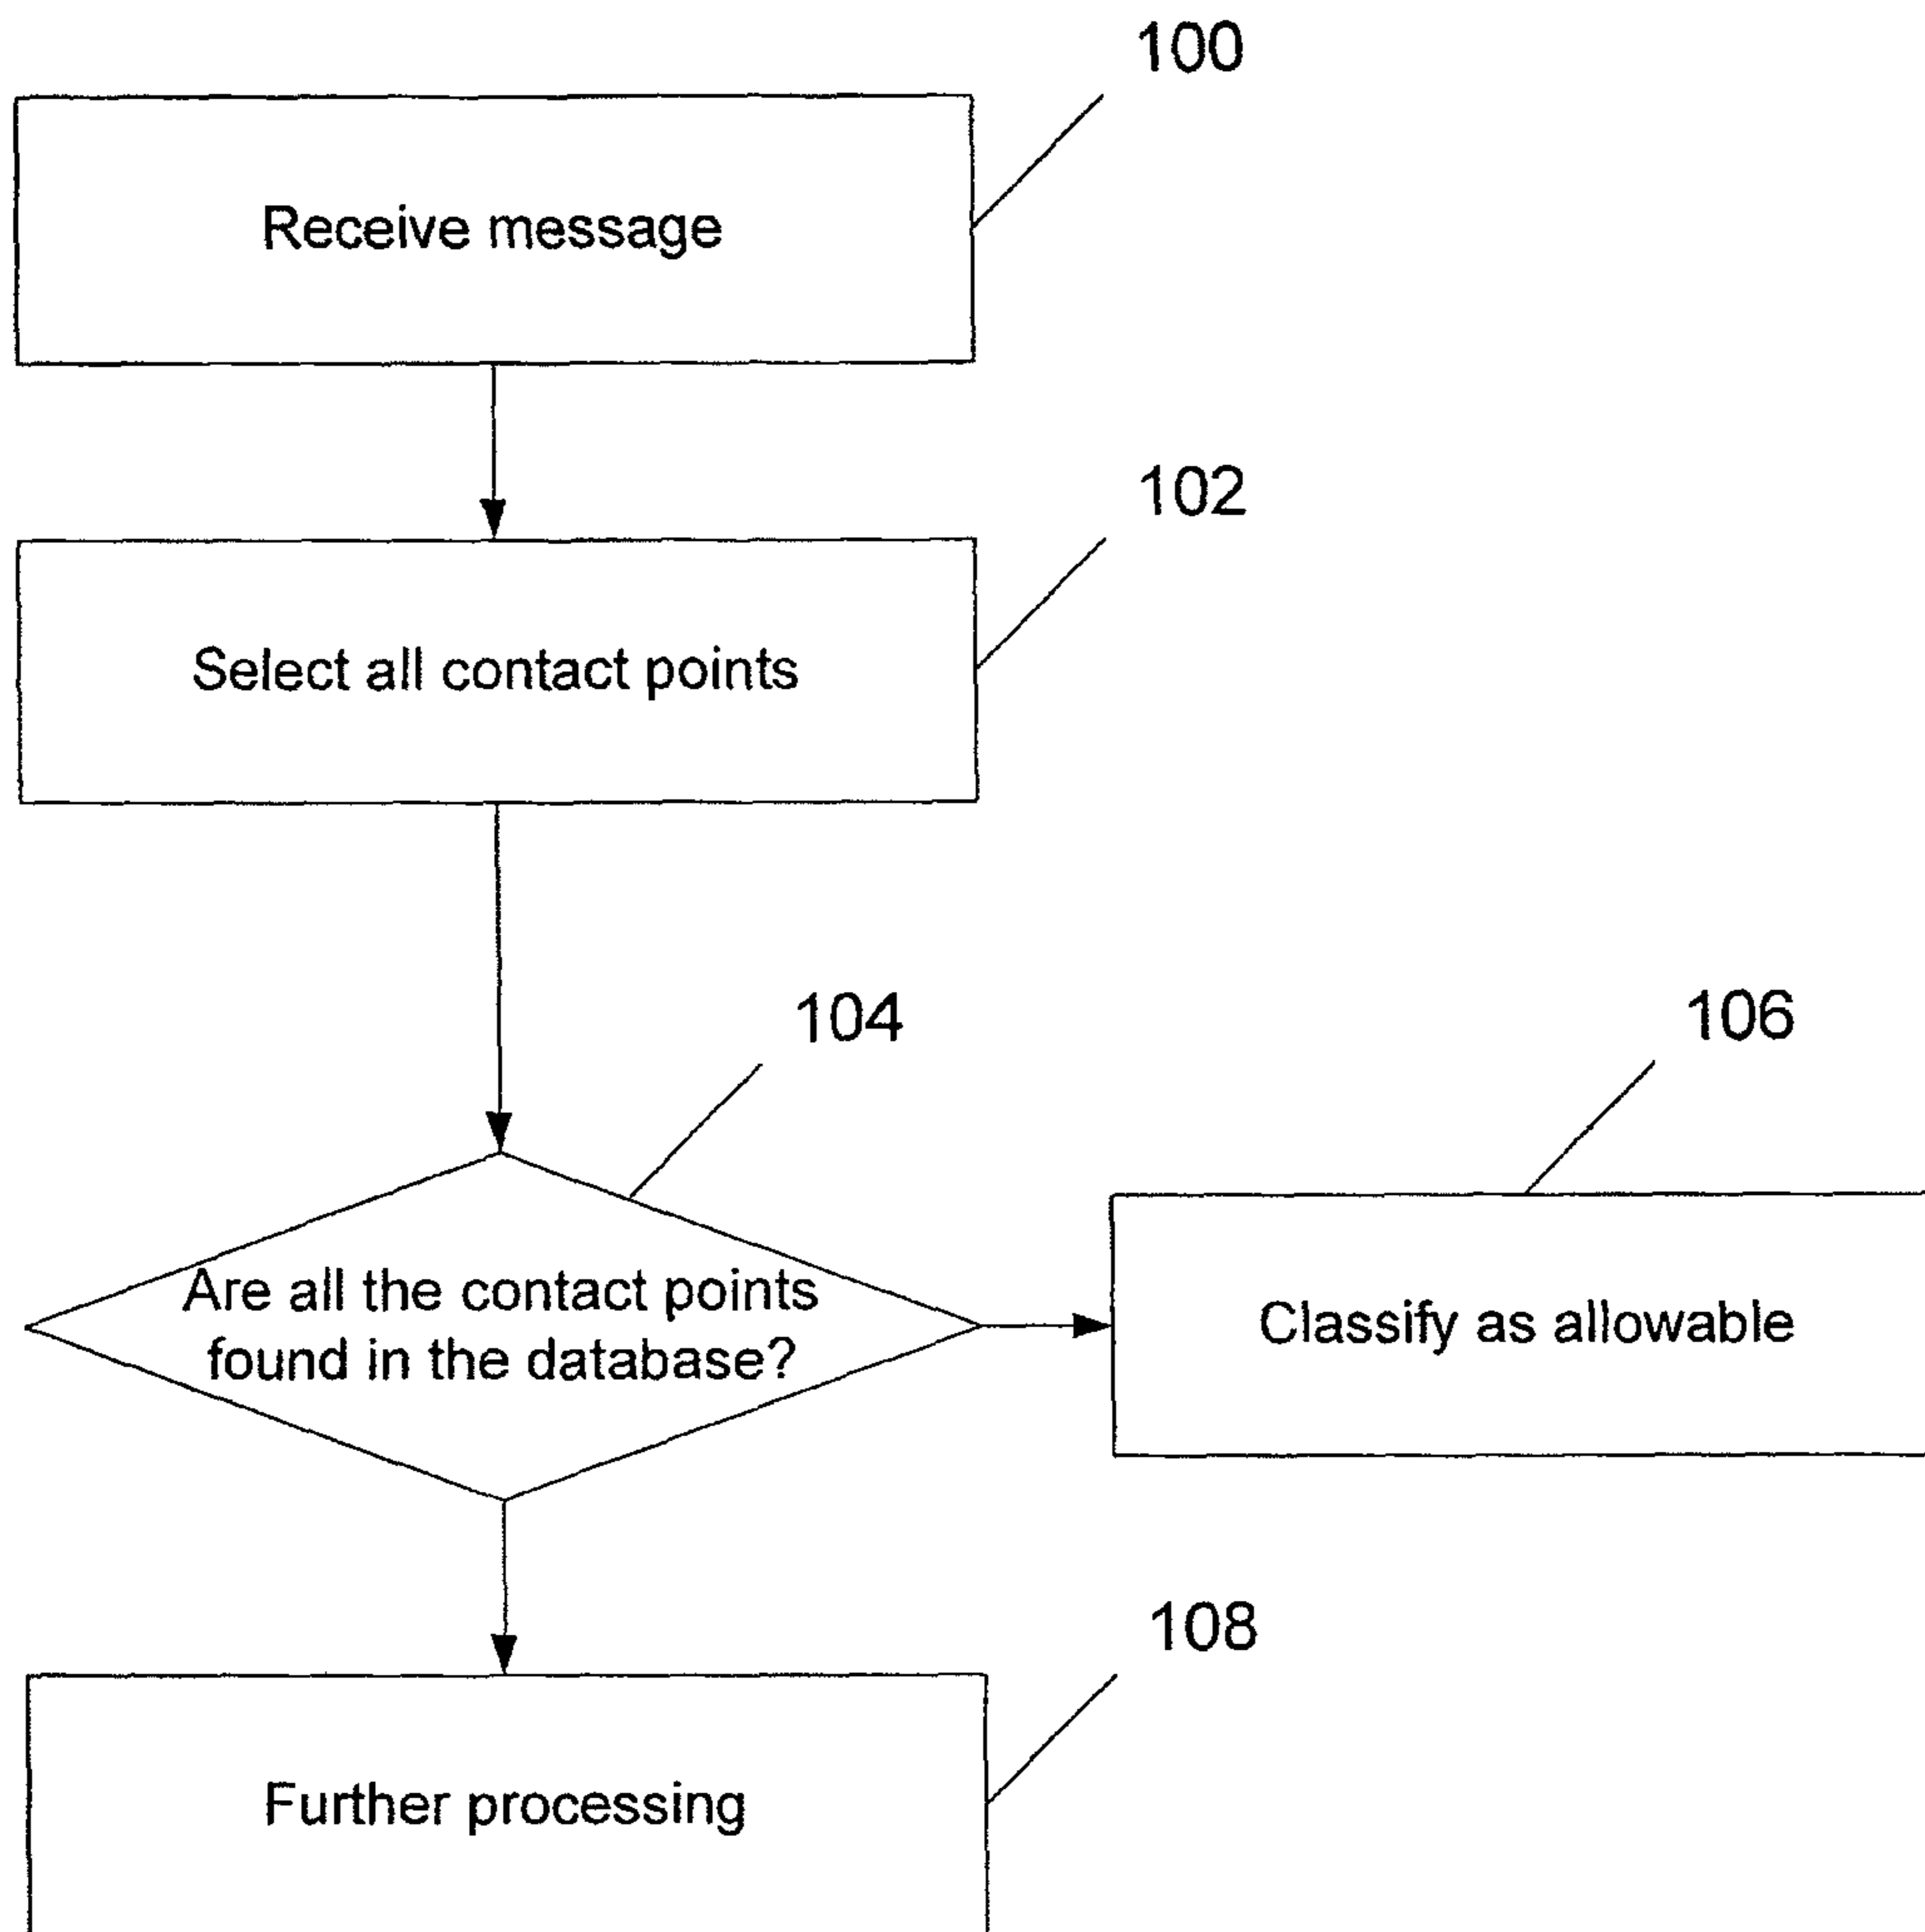 100
Receive message
102
Select all contact points
104
106
Are all the contact points
found in the database?
Classify as allowable
108
Further processing